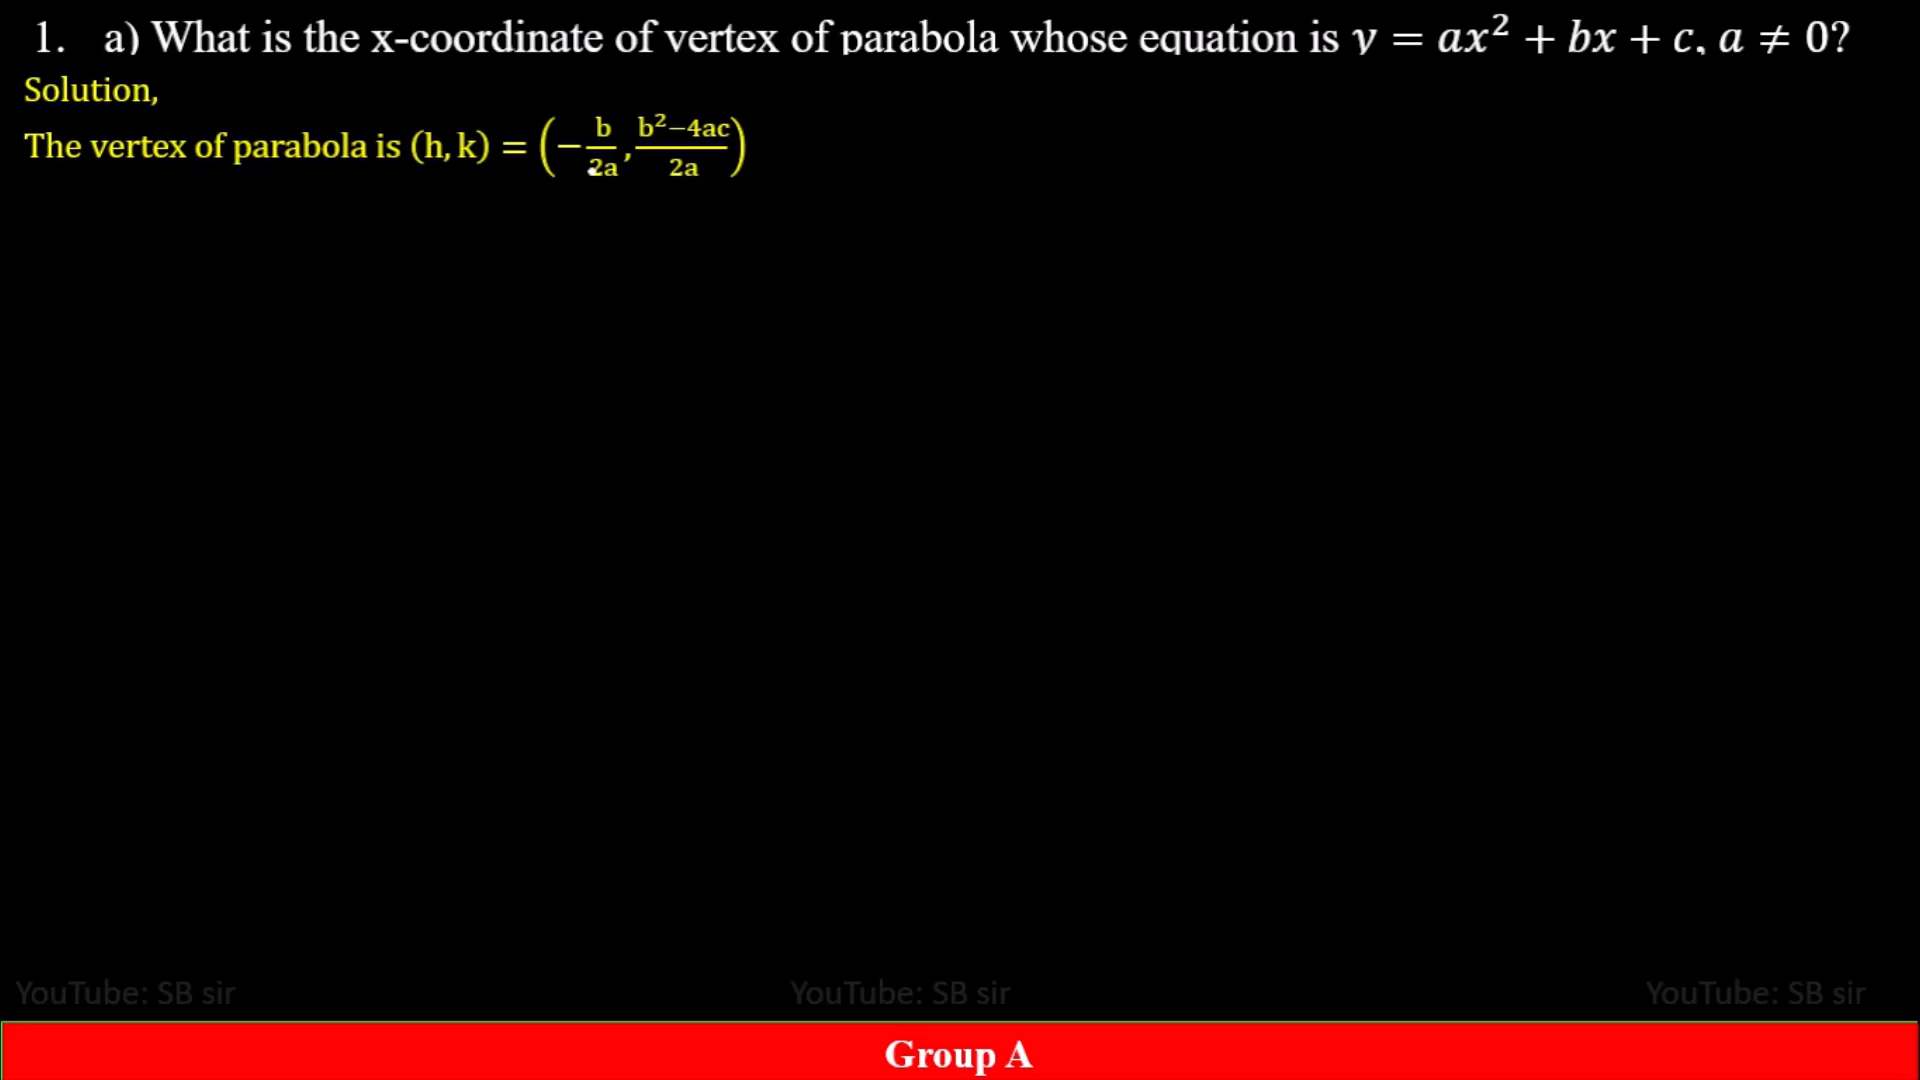 1. a) What is the x-coordinate of vertex of parabola whose equation is y = ax² + bx + c, a ≠ 0?
Solution,
The vertex of parabola is (h, k) = (−b/2a, b²−4ac/2a)
YouTube: SB sir YouTube: SB sir YouTube: SB sir
Group A